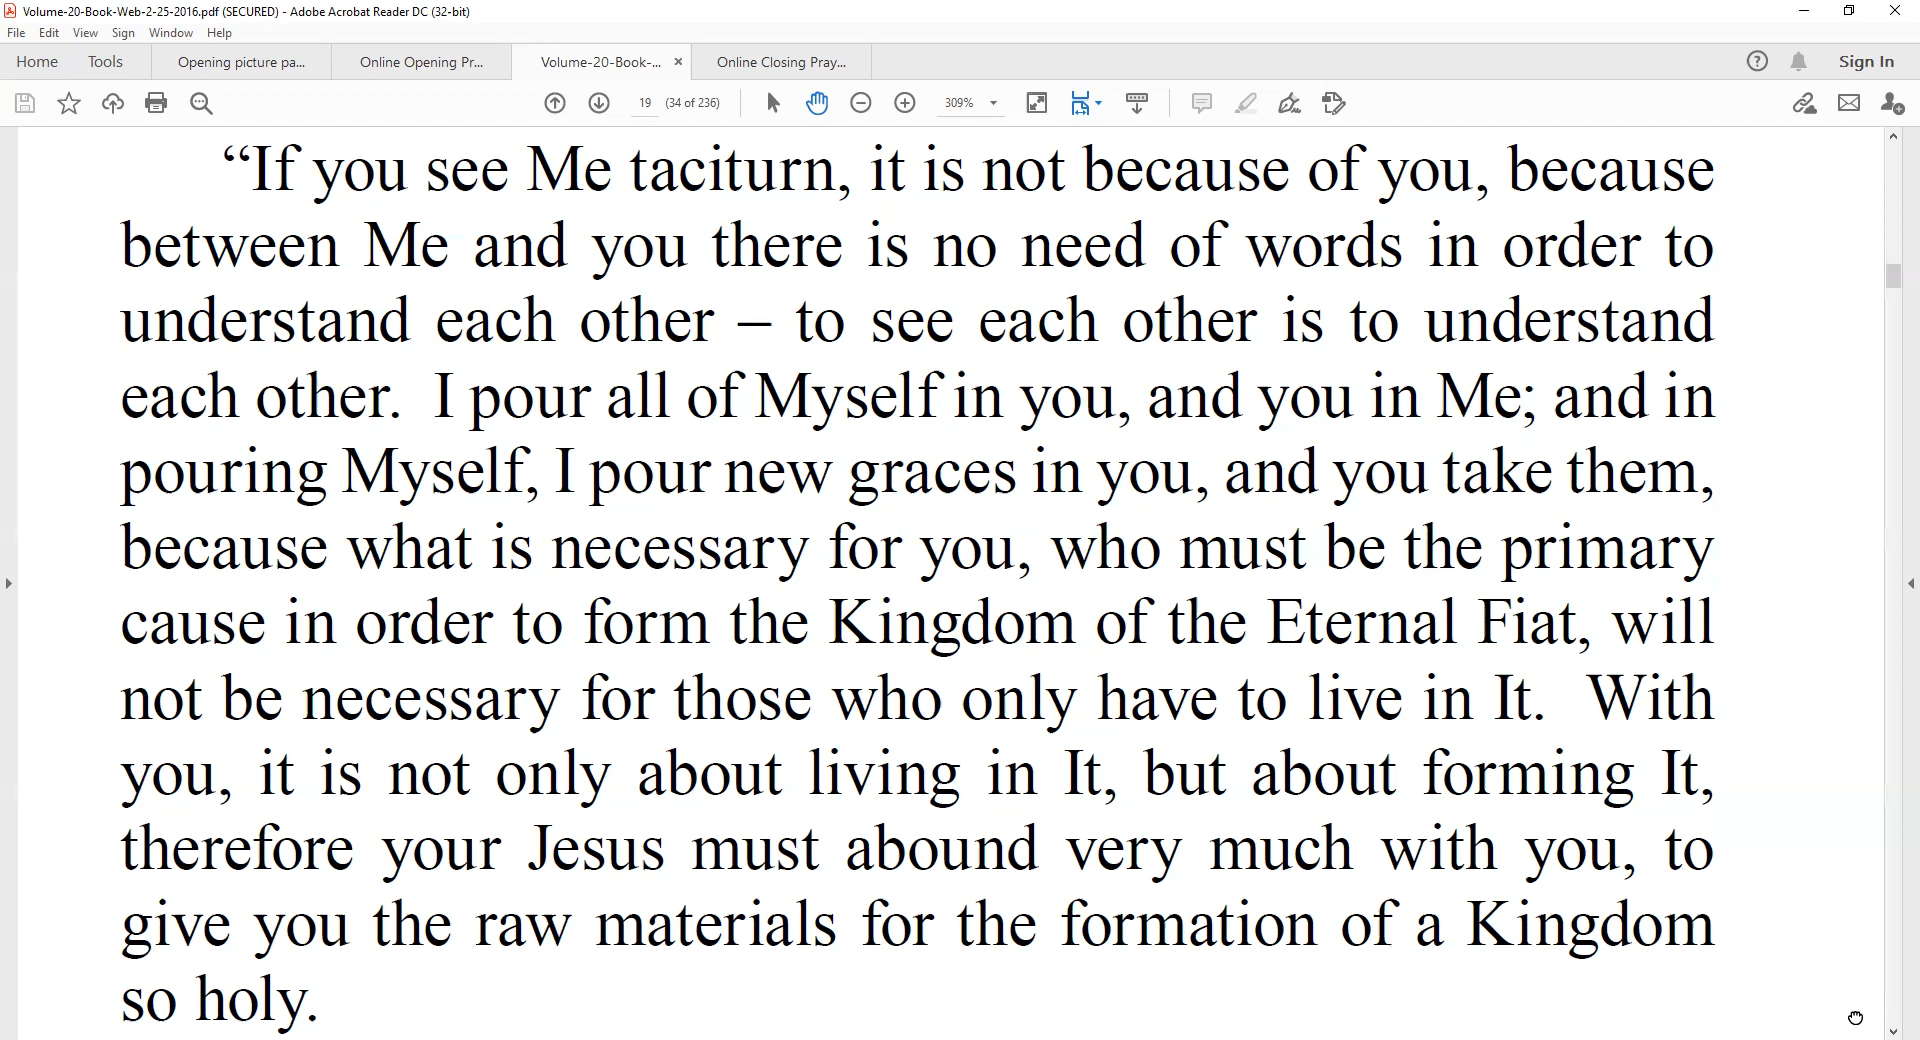 Volume-20-Book-Web-2-25-2016.pdf (SECURED) - Adobe Acrobat Reader DC (32-bit)
File Edit View Sign Window Help
Home Tools Opening picture pa... Online Opening Pr... Volume-20-Book-... × Online Closing Pray... Sign In
19 (34 of 236) 309%
“If you see Me taciturn, it is not because of you, because
between Me and you there is no need of words in order to
understand each other – to see each other is to understand
each other. I pour all of Myself in you, and you in Me; and in
pouring Myself, I pour new graces in you, and you take them,
because what is necessary for you, who must be the primary
cause in order to form the Kingdom of the Eternal Fiat, will
not be necessary for those who only have to live in It. With
you, it is not only about living in It, but about forming It,
therefore your Jesus must abound very much with you, to
give you the raw materials for the formation of a Kingdom
so holy.